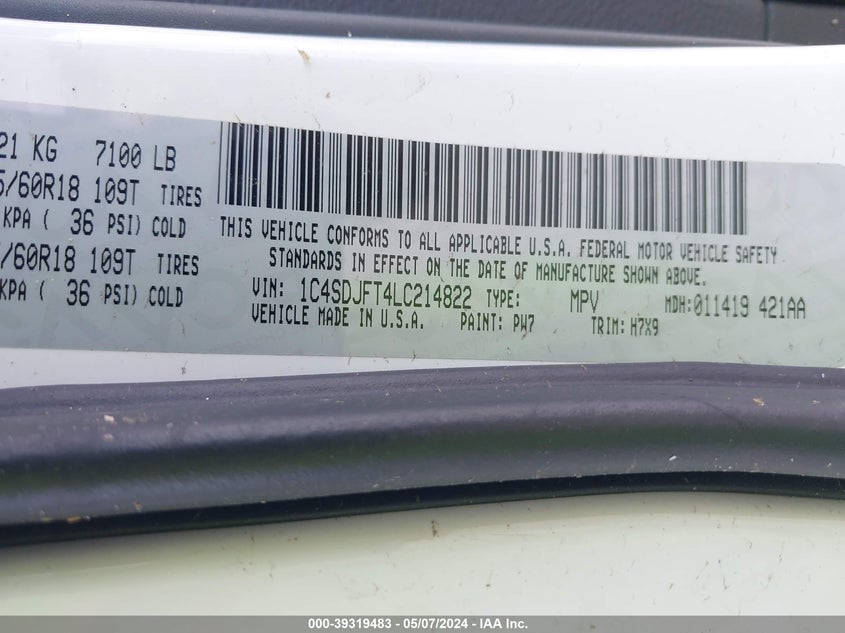 21 KG 7100 LB
5/60R18 109T TIRES
KPA ( 36 PSI) COLD
/60R18 109T TIRES
KPA ( 36 PSI) COLD
THIS VEHICLE CONFORMS TO ALL APPLICABLE U.S.A. FEDERAL MOTOR VEHICLE SAFETY
STANDARDS IN EFFECT ON THE DATE OF MANUFACTURE SHOWN ABOVE.
VIN: 1C4SDJFT4LC214822 TYPE: MPV MDH:011419 421AA
VEHICLE MADE IN U.S.A. PAINT: PW7 TRIM: H7X9
000-39319483 - 05/07/2024 - IAA Inc.